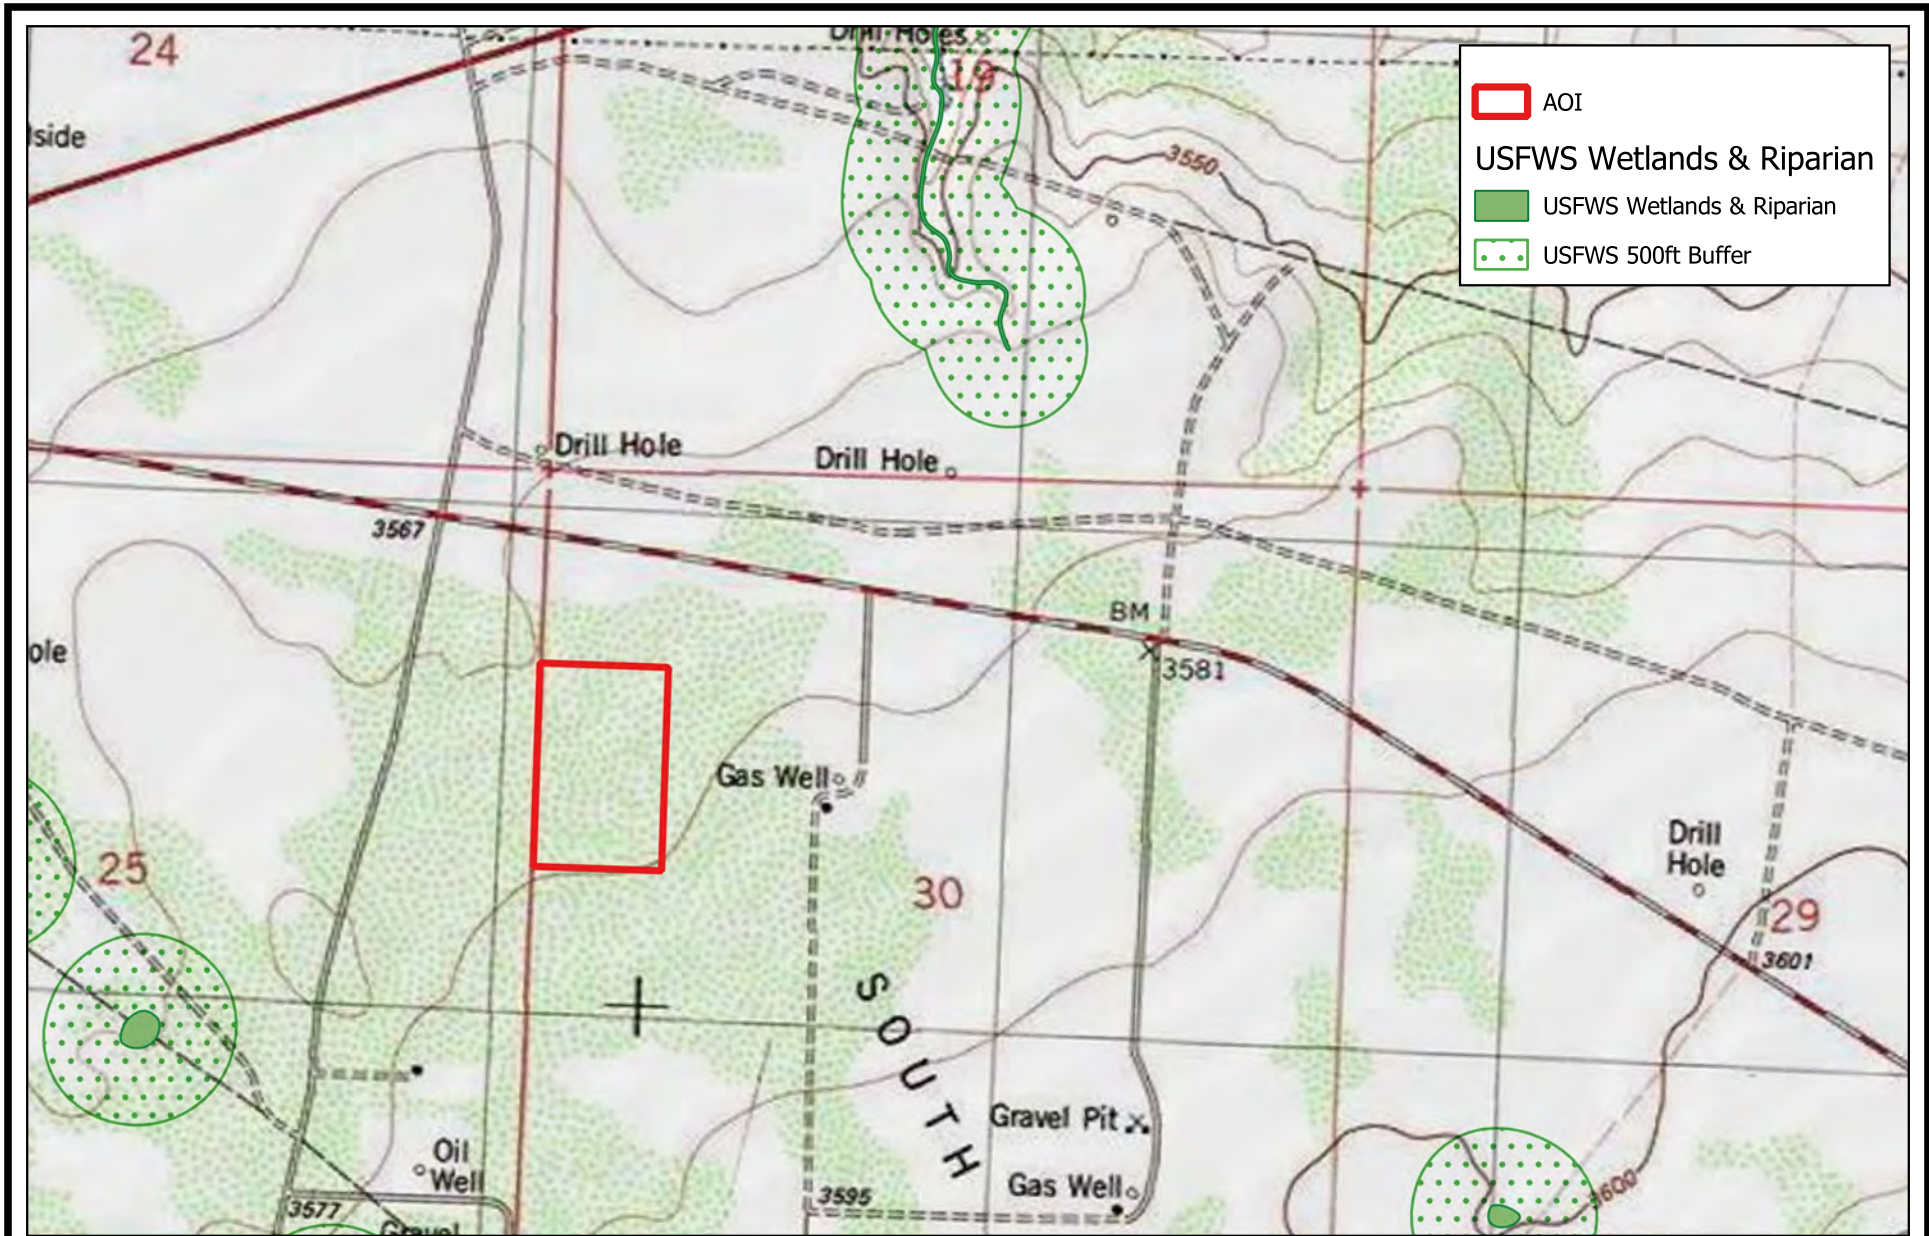 24
Drill Holes
19
lside
3550
AOI
USFWS Wetlands & Riparian
USFWS Wetlands & Riparian
USFWS 500ft Buffer
Drill Hole
Drill Hole
3567
BM
3581
ole
Gas Well
25
30
Drill
Hole
29
3601
SOUTH
Gravel Pit
Oil
Well
Gas Well
3595
3577
3600
Gravel